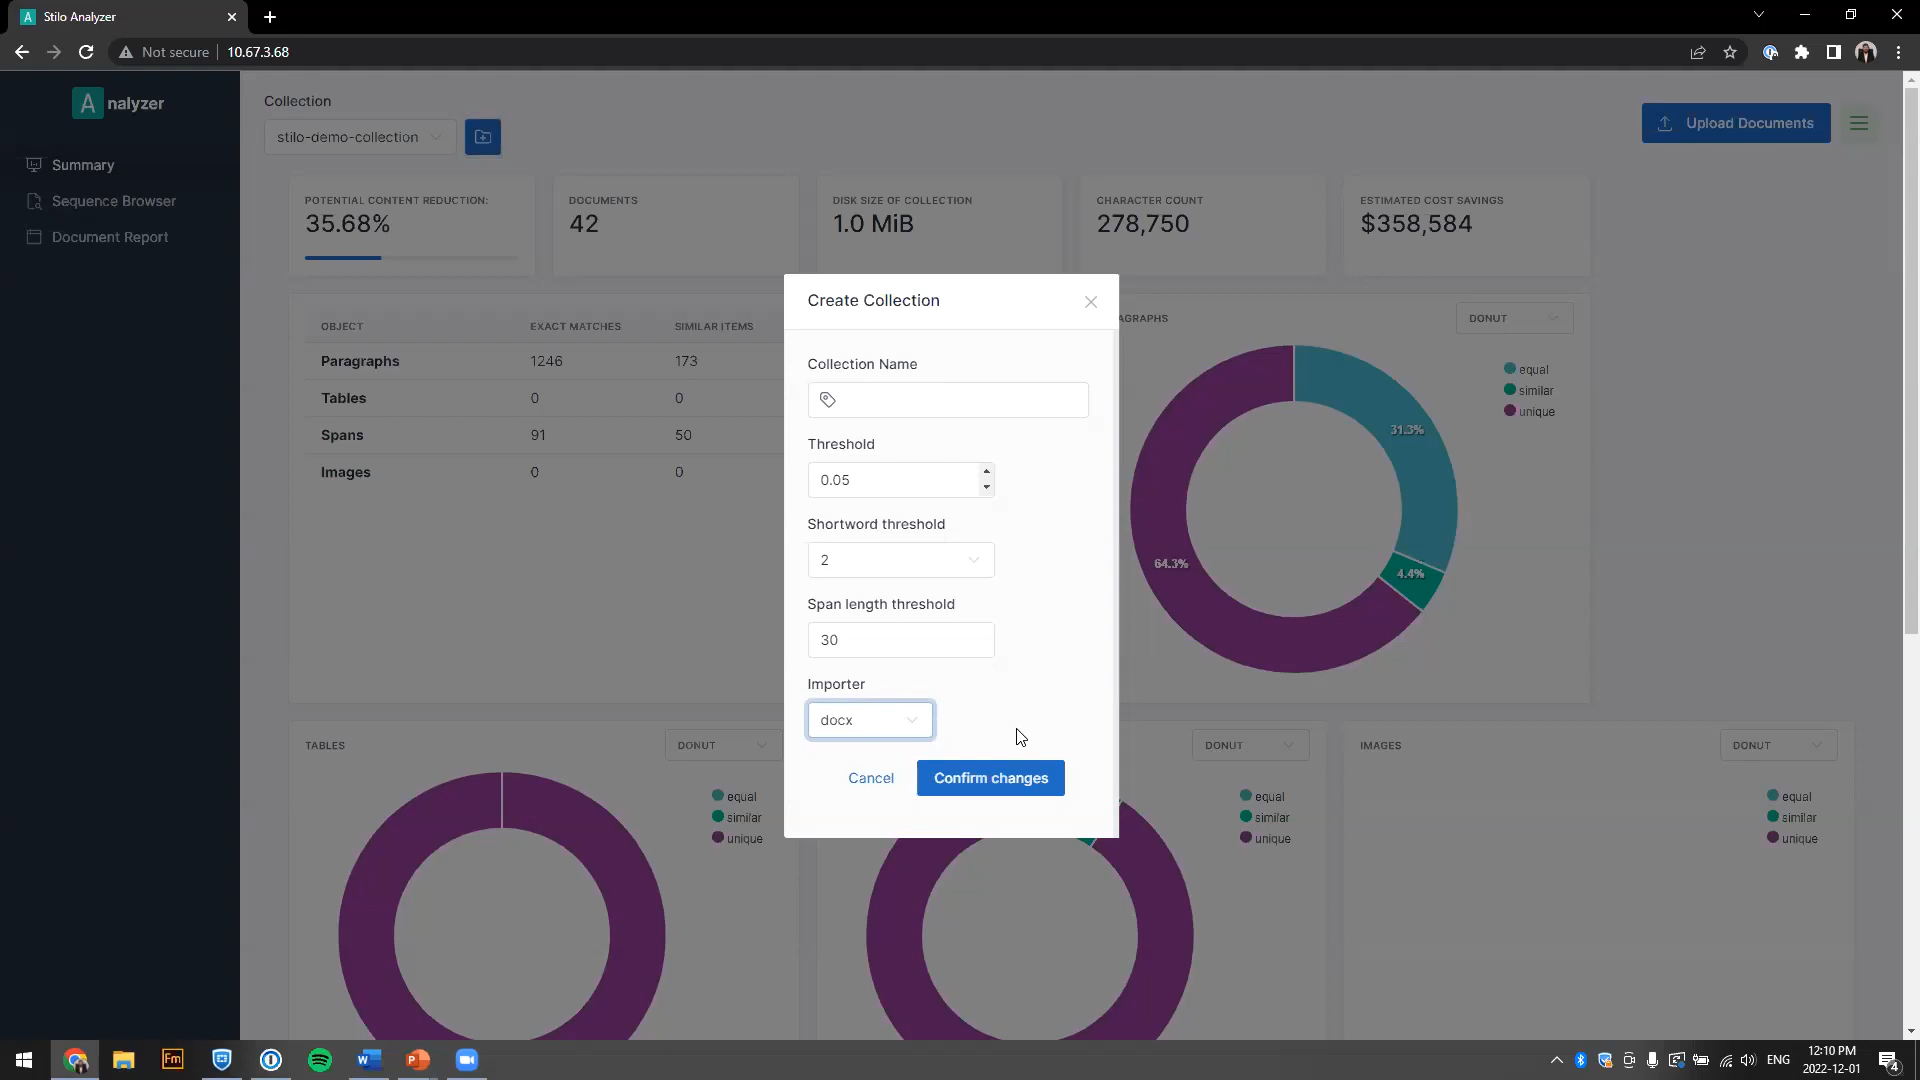 Stilo Analyzer
Not secure
10.67.3.68
A nalyzer
Summary
Sequence Browser
Document Report
Collection
stilo-demo-collection
Upload Documents
POTENTIAL CONTENT REDUCTION:
35.68%
DOCUMENTS
42
DISK SIZE OF COLLECTION
1.0 MiB
CHARACTER COUNT
278,750
ESTIMATED COST SAVINGS
$358,584
OBJECT EXACT MATCHES SIMILAR ITEMS
Paragraphs 1246 173
Tables 0 0
Spans 91 50
Images 0 0
Create Collection
Collection Name
Threshold
0.05
Shortword threshold
2
Span length threshold
30
Importer
docx
Cancel
Confirm changes
AGRAPHS
DONUT
equal
similar
unique
31.3%
4.4%
64.3%
TABLES
DONUT
equal
similar
unique
DONUT
equal
similar
unique
IMAGES
DONUT
equal
similar
unique
Fm
ENG
12:10 PM
2022-12-01
4